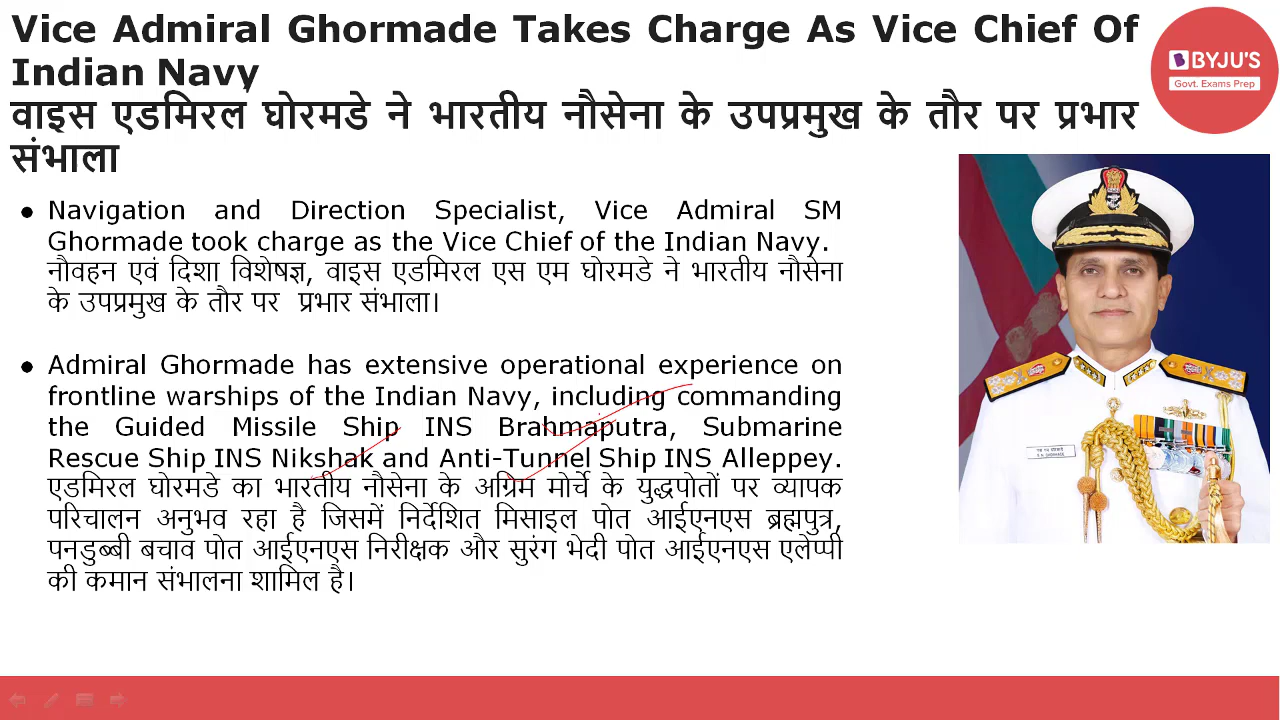 Vice Admiral Ghormade Takes Charge As Vice Chief Of
Indian Navy
वाइस एडमिरल घोरमडे ने भारतीय नौसेना के उपप्रमुख के तौर पर प्रभार
संभाला
BYJU'S
Govt. Exams Prep
● Navigation and Direction Specialist, Vice Admiral SM
Ghormade took charge as the Vice Chief of the Indian Navy.
नौवहन एवं दिशा विशेषज्ञ, वाइस एडमिरल एस एम घोरमडे ने भारतीय नौसेना
के उपप्रमुख के तौर पर प्रभार संभाला।
● Admiral Ghormade has extensive operational experience on
frontline warships of the Indian Navy, including commanding
the Guided Missile Ship INS Brahmaputra, Submarine
Rescue Ship INS Nikshak and Anti-Tunnel Ship INS Alleppey.
एडमिरल घोरमडे का भारतीय नौसेना के अग्रिम मोर्चे के युद्धपोतों पर व्यापक
परिचालन अनुभव रहा है जिसमें निर्देशित मिसाइल पोत आईएनएस ब्रह्मपुत्र,
पनडुब्बी बचाव पोत आईएनएस निरीक्षक और सुरंग भेदी पोत आईएनएस एलेप्पी
की कमान संभालना शामिल है।